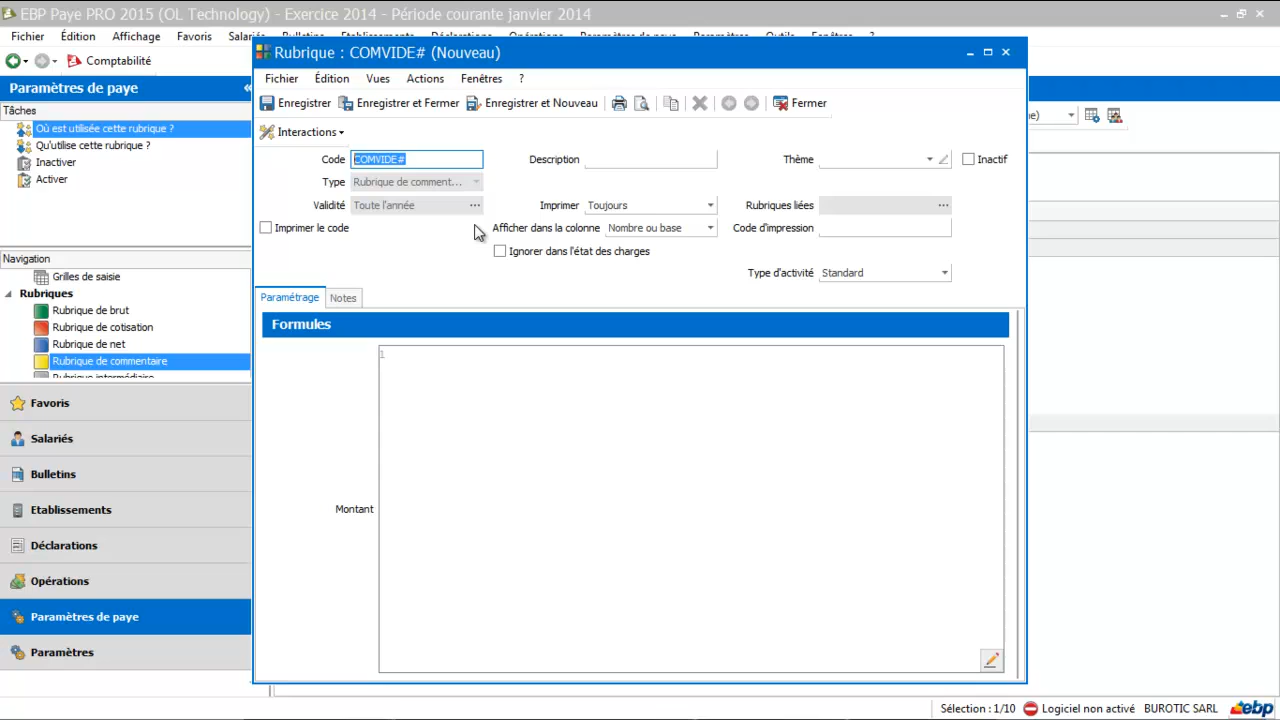 EBP Paye PRO 2015 (OL Technology) - Exercice 2014 - Période courante janvier 2014
Fichier Édition Affichage Favoris
Rubrique : COMVIDE# (Nouveau)
Comptabilité
Fichier Édition Vues Actions Fenêtres ?
Paramètres de paye «
Enregistrer Enregistrer et Fermer Enregistrer et Nouveau Fermer
Tâches
Où est utilisée cette rubrique ?
Qu'utilise cette rubrique ?
Inactiver
Activer
Interactions
Code COMVIDE# Description Thème Inactif
Type Rubrique de comment...
Validité Toute l'année ... Imprimer Toujours Rubriques liées ...
Imprimer le code Afficher dans la colonne Nombre ou base Code d'impression
Ignorer dans l'état des charges
Type d'activité Standard
Navigation
Grilles de saisie
Rubriques
Rubrique de brut
Rubrique de cotisation
Rubrique de net
Rubrique de commentaire
Rubrique intermédiaire
Paramétrage Notes
Formules
1
Montant
Favoris
Salariés
Bulletins
Etablissements
Déclarations
Opérations
Paramètres de paye
Paramètres
Sélection : 1/10 Logiciel non activé BUROTIC SARL ebp